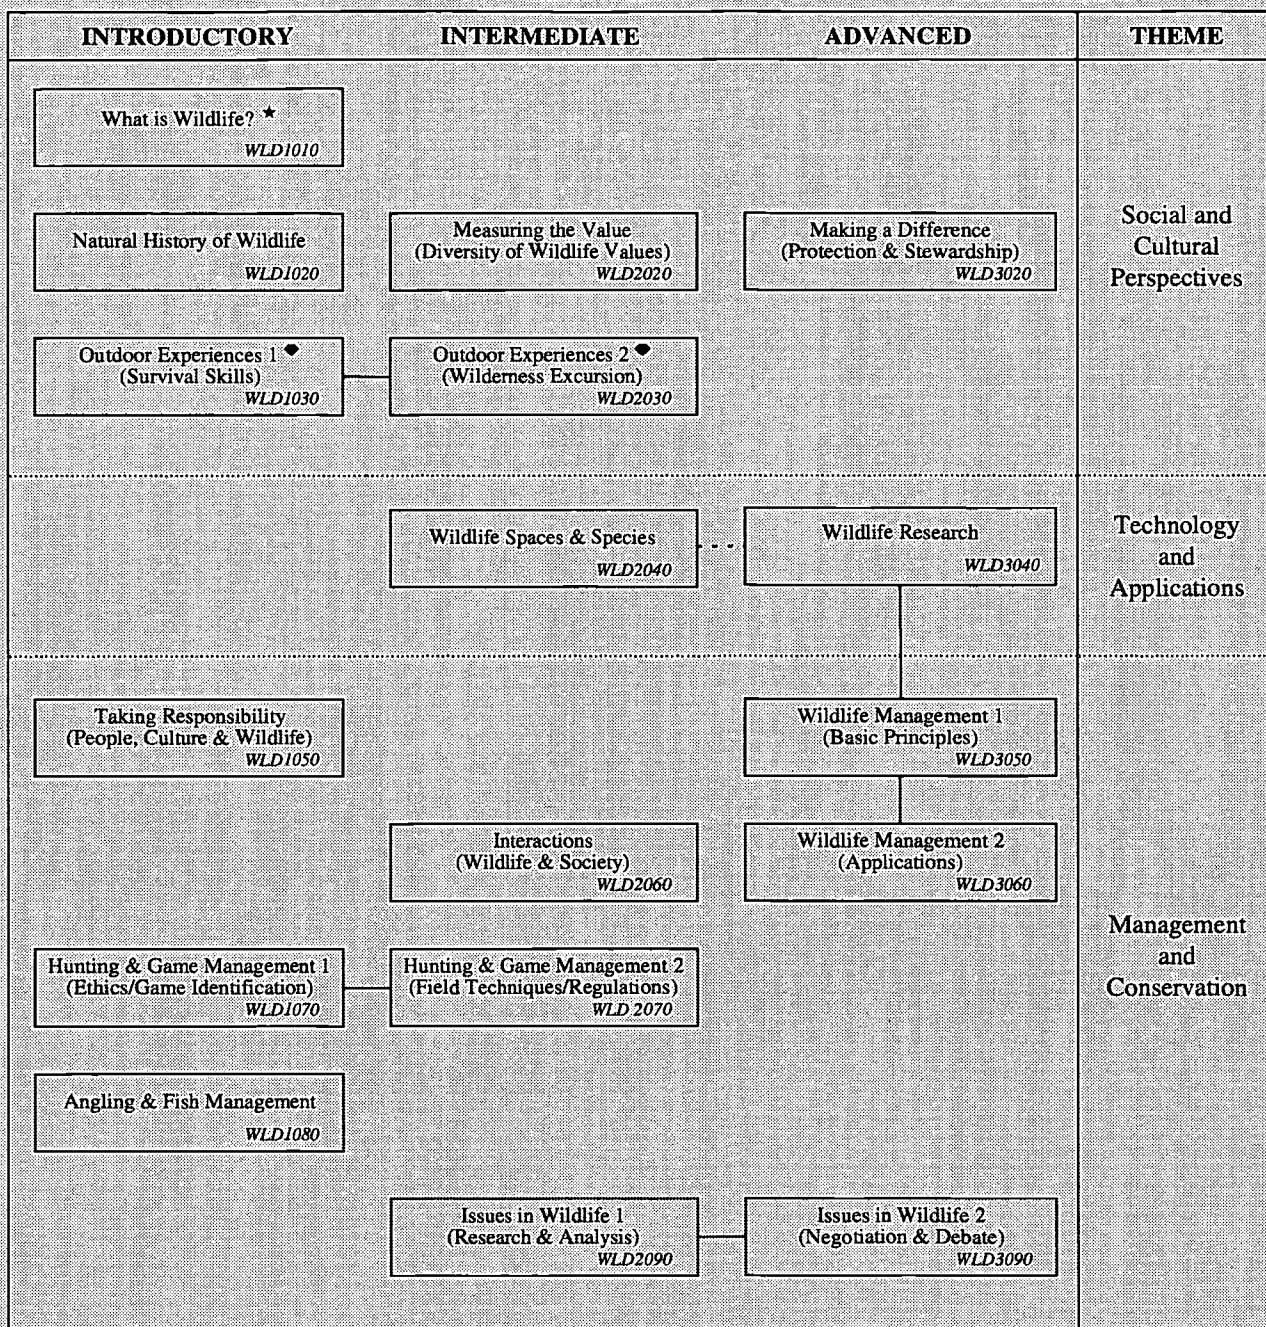 INTRODUCTORY INTERMEDIATE ADVANCED THEME
What is Wildlife? ★
WLD1010
Natural History of Wildlife
WLD1020
Measuring the Value
(Diversity of Wildlife Values)
WLD2020
Making a Difference
(Protection & Stewardship)
WLD3020
Social and
Cultural
Perspectives
Outdoor Experiences 1
(Survival Skills)
WLD1030
Outdoor Experiences 2
(Wilderness Excursion)
WLD2030
Wildlife Spaces & Species
WLD2040
Wildlife Research
WLD3040
Technology
and
Applications
Taking Responsibility
(People, Culture & Wildlife)
WLD1050
Wildlife Management 1
(Basic Principles)
WLD3050
Interactions
(Wildlife & Society)
WLD2060
Wildlife Management 2
(Applications)
WLD3060
Management
and
Conservation
Hunting & Game Management 1
(Ethics/Game Identification)
WLD1070
Hunting & Game Management 2
(Field Techniques/Regulations)
WLD 2070
Angling & Fish Management
WLD1080
Issues in Wildlife 1
(Research & Analysis)
WLD2090
Issues in Wildlife 2
(Negotiation & Debate)
WLD3090